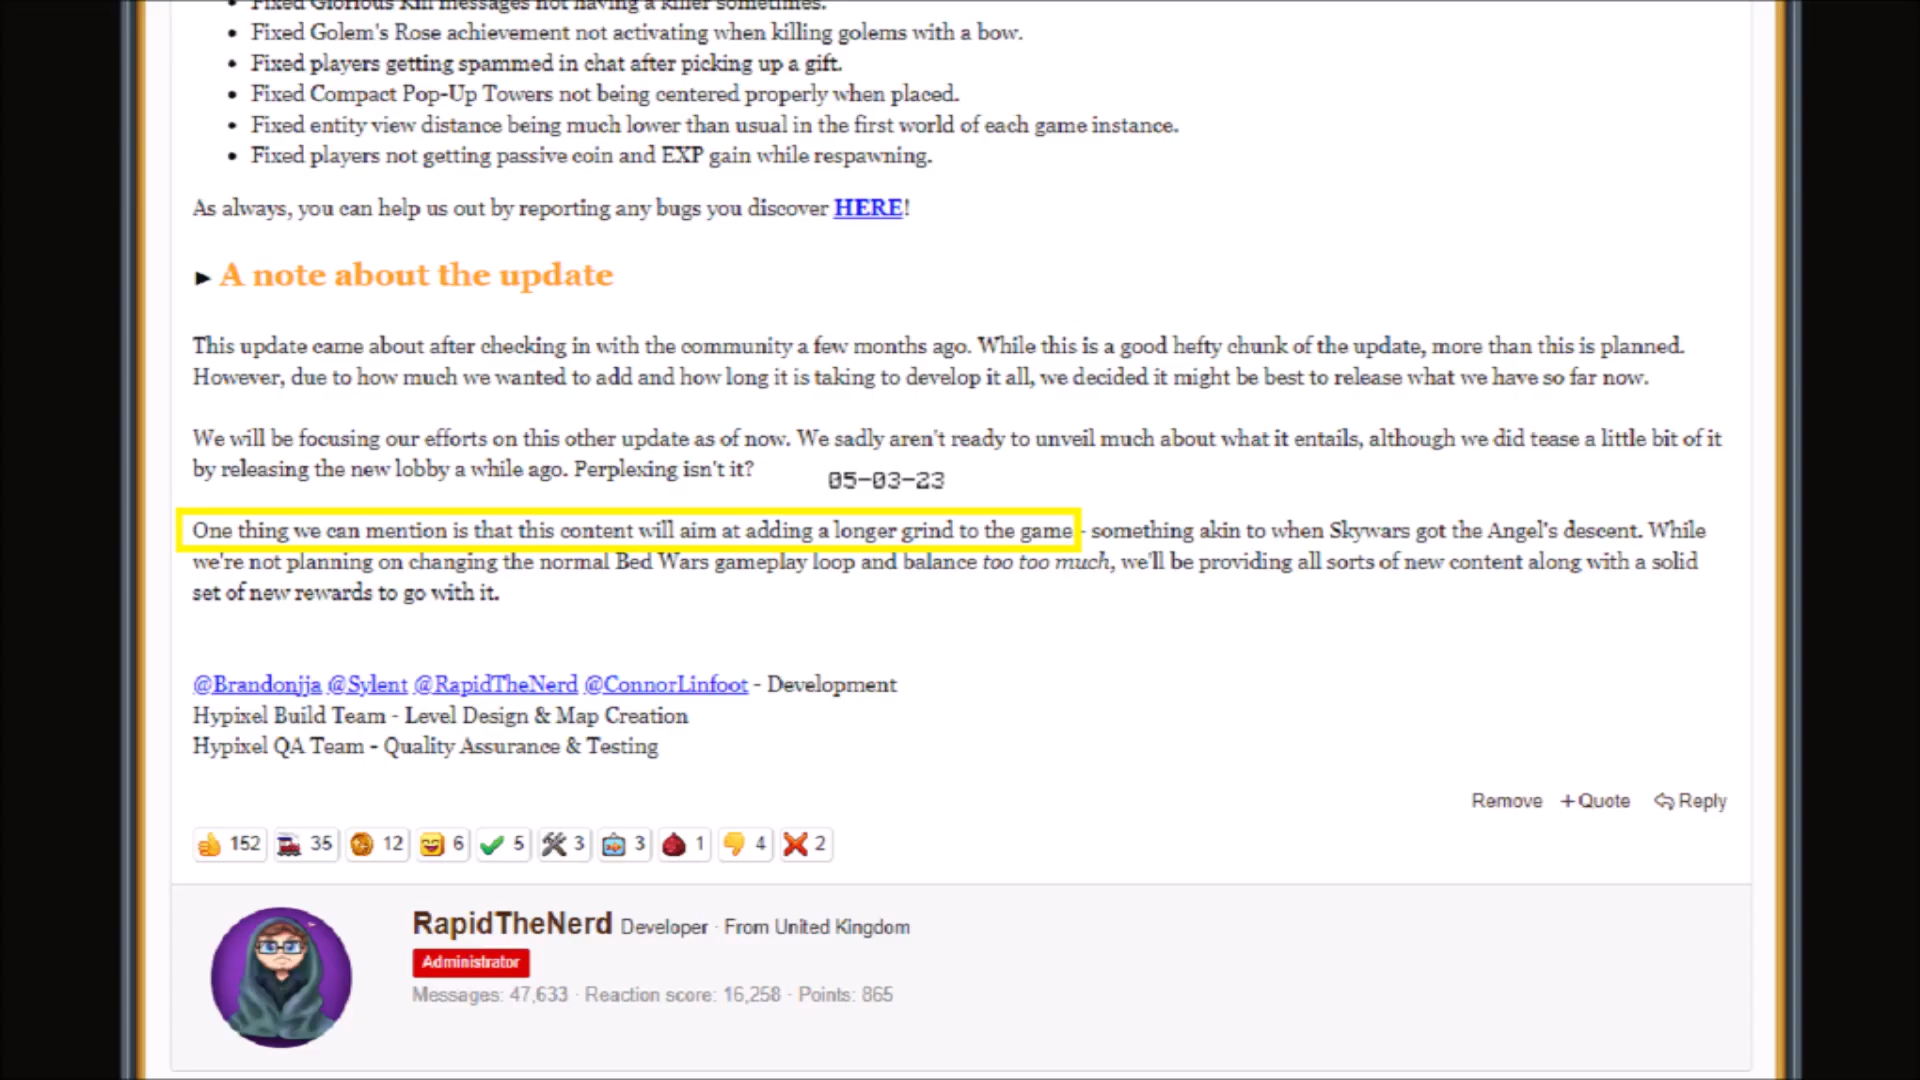 Fixed Glorious Kill messages not having a killer sometimes.
• Fixed Golem's Rose achievement not activating when killing golems with a bow.
• Fixed players getting spammed in chat after picking up a gift.
• Fixed Compact Pop-Up Towers not being centered properly when placed.
• Fixed entity view distance being much lower than usual in the first world of each game instance.
• Fixed players not getting passive coin and EXP gain while respawning.
As always, you can help us out by reporting any bugs you discover HERE!
► A note about the update
This update came about after checking in with the community a few months ago. While this is a good hefty chunk of the update, more than this is planned.
However, due to how much we wanted to add and how long it is taking to develop it all, we decided it might be best to release what we have so far now.
We will be focusing our efforts on this other update as of now. We sadly aren't ready to unveil much about what it entails, although we did tease a little bit of it
by releasing the new lobby a while ago. Perplexing isn't it?
05-03-23
One thing we can mention is that this content will aim at adding a longer grind to the game - something akin to when Skywars got the Angel's descent. While
we're not planning on changing the normal Bed Wars gameplay loop and balance too too much, we'll be providing all sorts of new content along with a solid
set of new rewards to go with it.
@Brandonjja @Sylent @RapidTheNerd @ConnorLinfoot - Development
Hypixel Build Team - Level Design & Map Creation
Hypixel QA Team - Quality Assurance & Testing
Remove + Quote Reply
152 35 12 6 5 3 3 1 4 2
RapidTheNerd Developer · From United Kingdom
Administrator
Messages: 47,633 · Reaction score: 16,258 · Points: 865